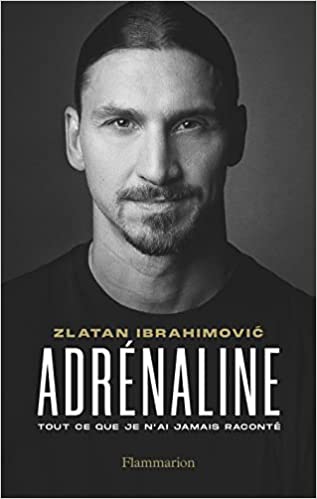 ZLATAN IBRAHIMOVIĆ
ADRÉNALINE
TOUT CE QUE JE N'AI JAMAIS RACONTÉ
Flammarion